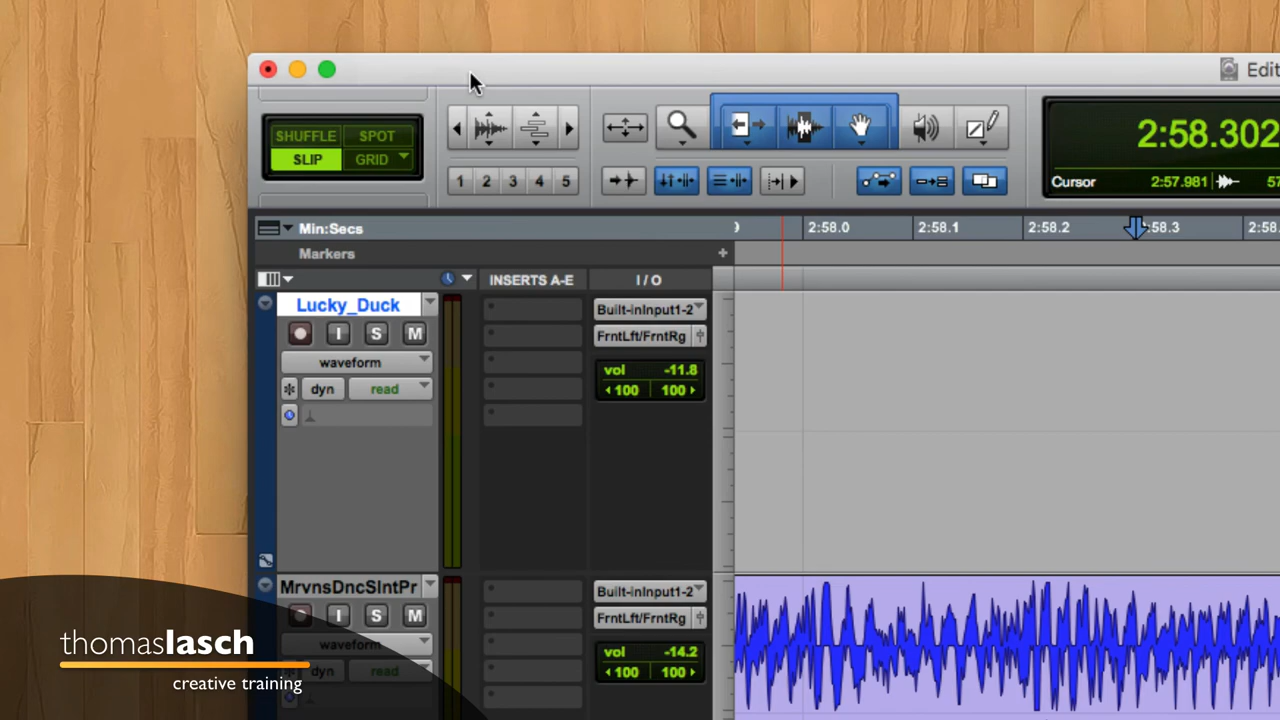 Edit
SHUFFLE SPOT
SLIP GRID
1 2 3 4 5
2:58.302
Cursor 2:57.981 57
Min:Secs
2:58.0 2:58.1 2:58.2 :58.3 2:58.
Markers
INSERTS A-E I / O
Lucky_Duck
I S M
waveform
dyn read
Built-inInput1-2
FrntLft/FrntRg
vol -11.8
100 100
MrvnsDncSlntPr
I S M
waveform
dyn read
Built-inInput1-2
FrntLft/FrntRg
vol -14.2
100 100
thomaslasch
creative training